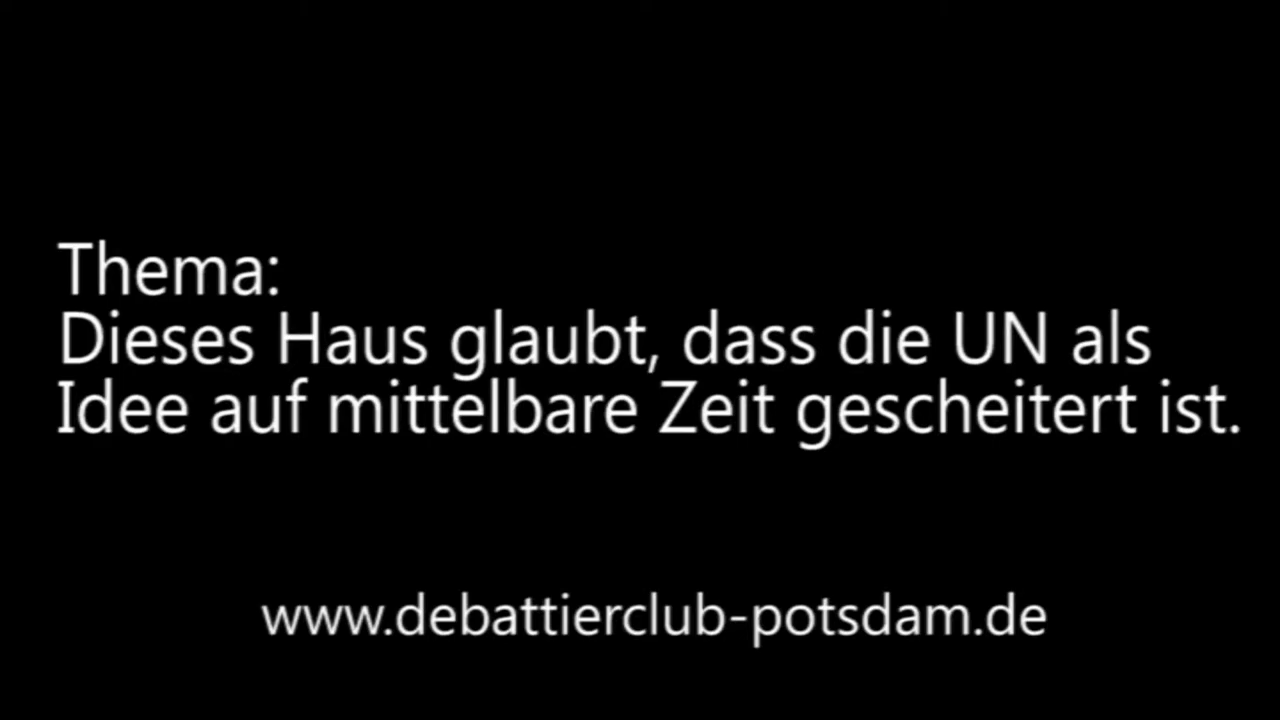 Thema:
Dieses Haus glaubt, dass die UN als
Idee auf mittelbare Zeit gescheitert ist.
www.debattierclub-potsdam.de